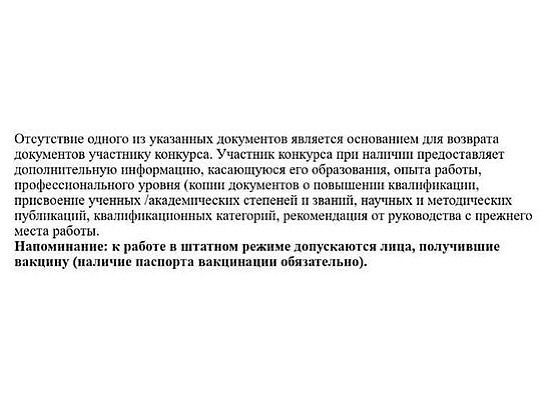 Отсутствие одного из указанных документов является основанием для возврата
документов участнику конкурса. Участник конкурса при наличии предоставляет
дополнительную информацию, касающуюся его образования, опыта работы,
профессионального уровня (копии документов о повышении квалификации,
присвоение ученных /академических степеней и званий, научных и методических
публикаций, квалификационных категорий, рекомендация от руководства с прежнего
места работы.
Напоминание: к работе в штатном режиме допускаются лица, получившие
вакцину (наличие паспорта вакцинации обязательно).